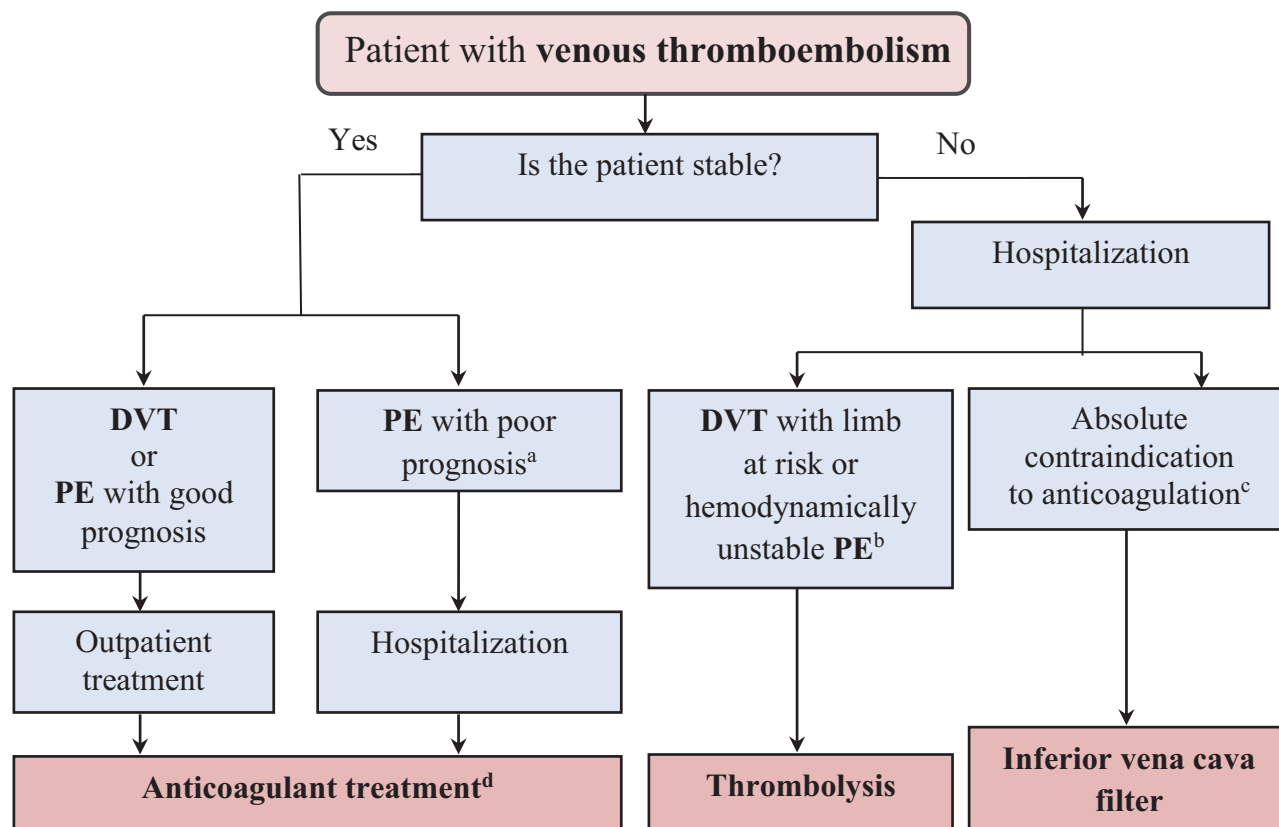 Patient with venous thromboembolism
Yes
Is the patient stable?
No
Hospitalization
DVT
or
PE with good
prognosis
PE with poor
prognosisᵃ
DVT with limb
at risk or
hemodynamically
unstable PEᵇ
Absolute
contraindication
to anticoagulationᶜ
Outpatient
treatment
Hospitalization
Anticoagulant treatmentᵈ
Thrombolysis
Inferior vena cava
filter